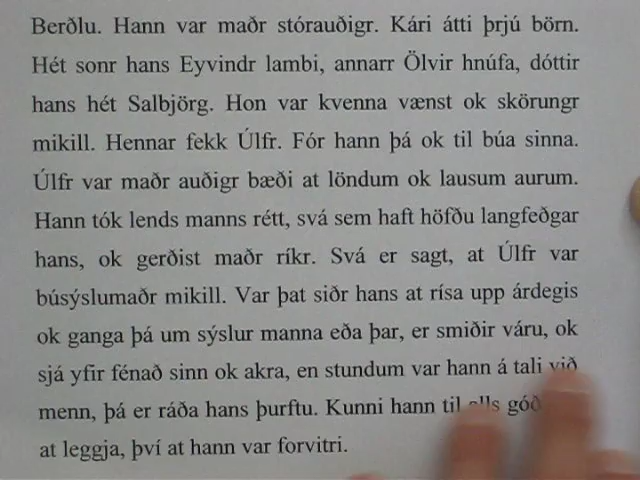 Berðlu. Hann var maðr stórauðigr. Kári átti þrjú börn.
Hét sonr hans Eyvindr lambi, annarr Ölvir hnúfa, dóttir
hans hét Salbjörg. Hon var kvenna vænst ok skörungr
mikill. Hennar fekk Úlfr. Fór hann þá ok til búa sinna.
Úlfr var maðr auðigr bæði at löndum ok lausum aurum.
Hann tók lends manns rétt, svá sem haft höfðu langfeðgar
hans, ok gerðist maðr ríkr. Svá er sagt, at Úlfr var
búsýslumaðr mikill. Var þat siðr hans at rísa upp árdegis
ok ganga þá um sýslur manna eða þar, er smiðir váru, ok
sjá yfir fénað sinn ok akra, en stundum var hann á tali við
menn, þá er ráða hans þurftu. Kunni hann til alls
at leggja, því at hann var forvitri.